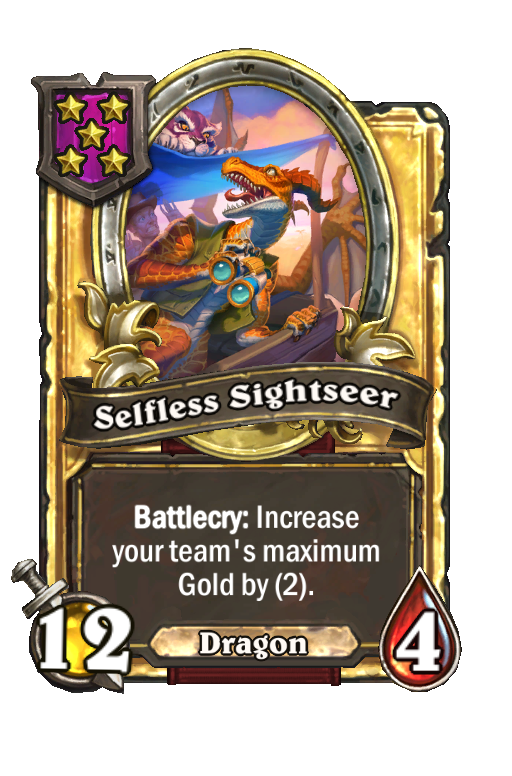 Selfless Sightseer
Battlecry: Increase
your team's maximum
Gold by (2).
12
Dragon
4